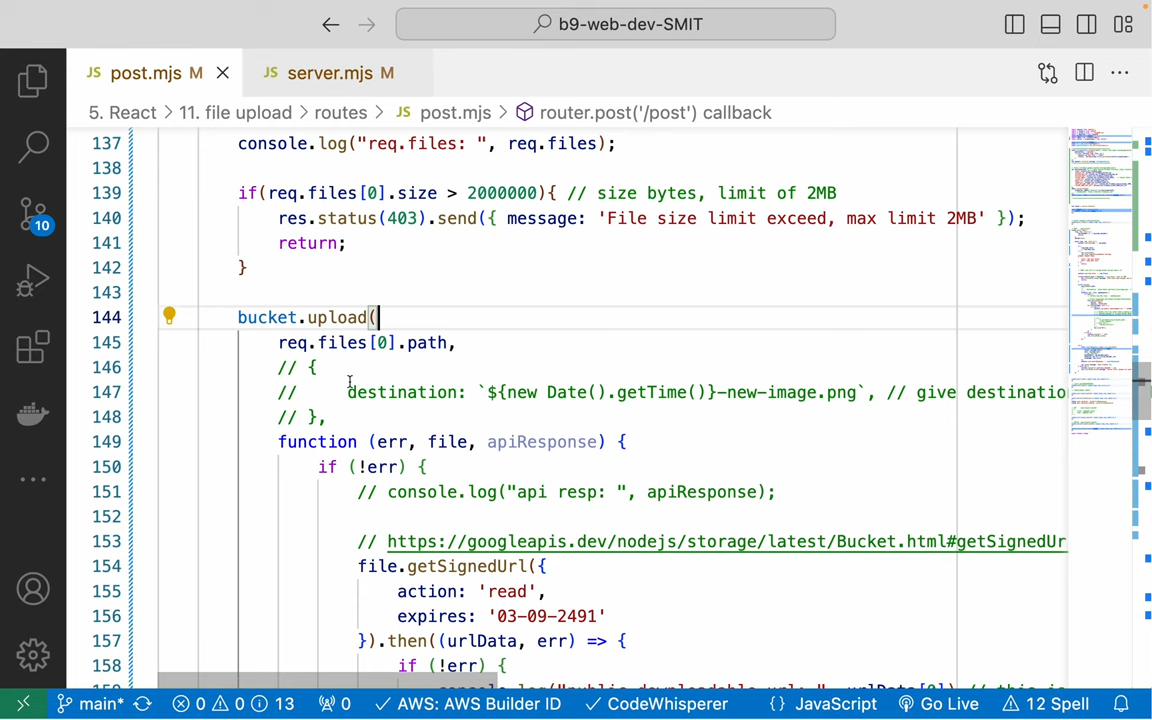 b9-web-dev-SMIT
JS post.mjs M
JS server.mjs M
5. React > 11. file upload > routes > JS post.mjs > router.post('/post') callback
137 console.log("req.files: ", req.files);
138
139 if(req.files[0].size > 2000000){ // size bytes, limit of 2MB
140 res.status(403).send({ message: 'File size limit exceed, max limit 2MB' });
141 return;
142 }
143
144 bucket.upload(
145 req.files[0].path,
146 // {
147 // destination: `${new Date().getTime()}-new-image.png`, // give destinatio
148 // },
149 function (err, file, apiResponse) {
150 if (!err) {
151 // console.log("api resp: ", apiResponse);
152
153 // https://googleapis.dev/nodejs/storage/latest/Bucket.html#getSignedUr
154 file.getSignedUrl({
155 action: 'read',
156 expires: '03-09-2491'
157 }).then((urlData, err) => {
158 if (!err) {
10
main* 0 0 13 0 AWS: AWS Builder ID CodeWhisperer {} JavaScript Go Live 12 Spell